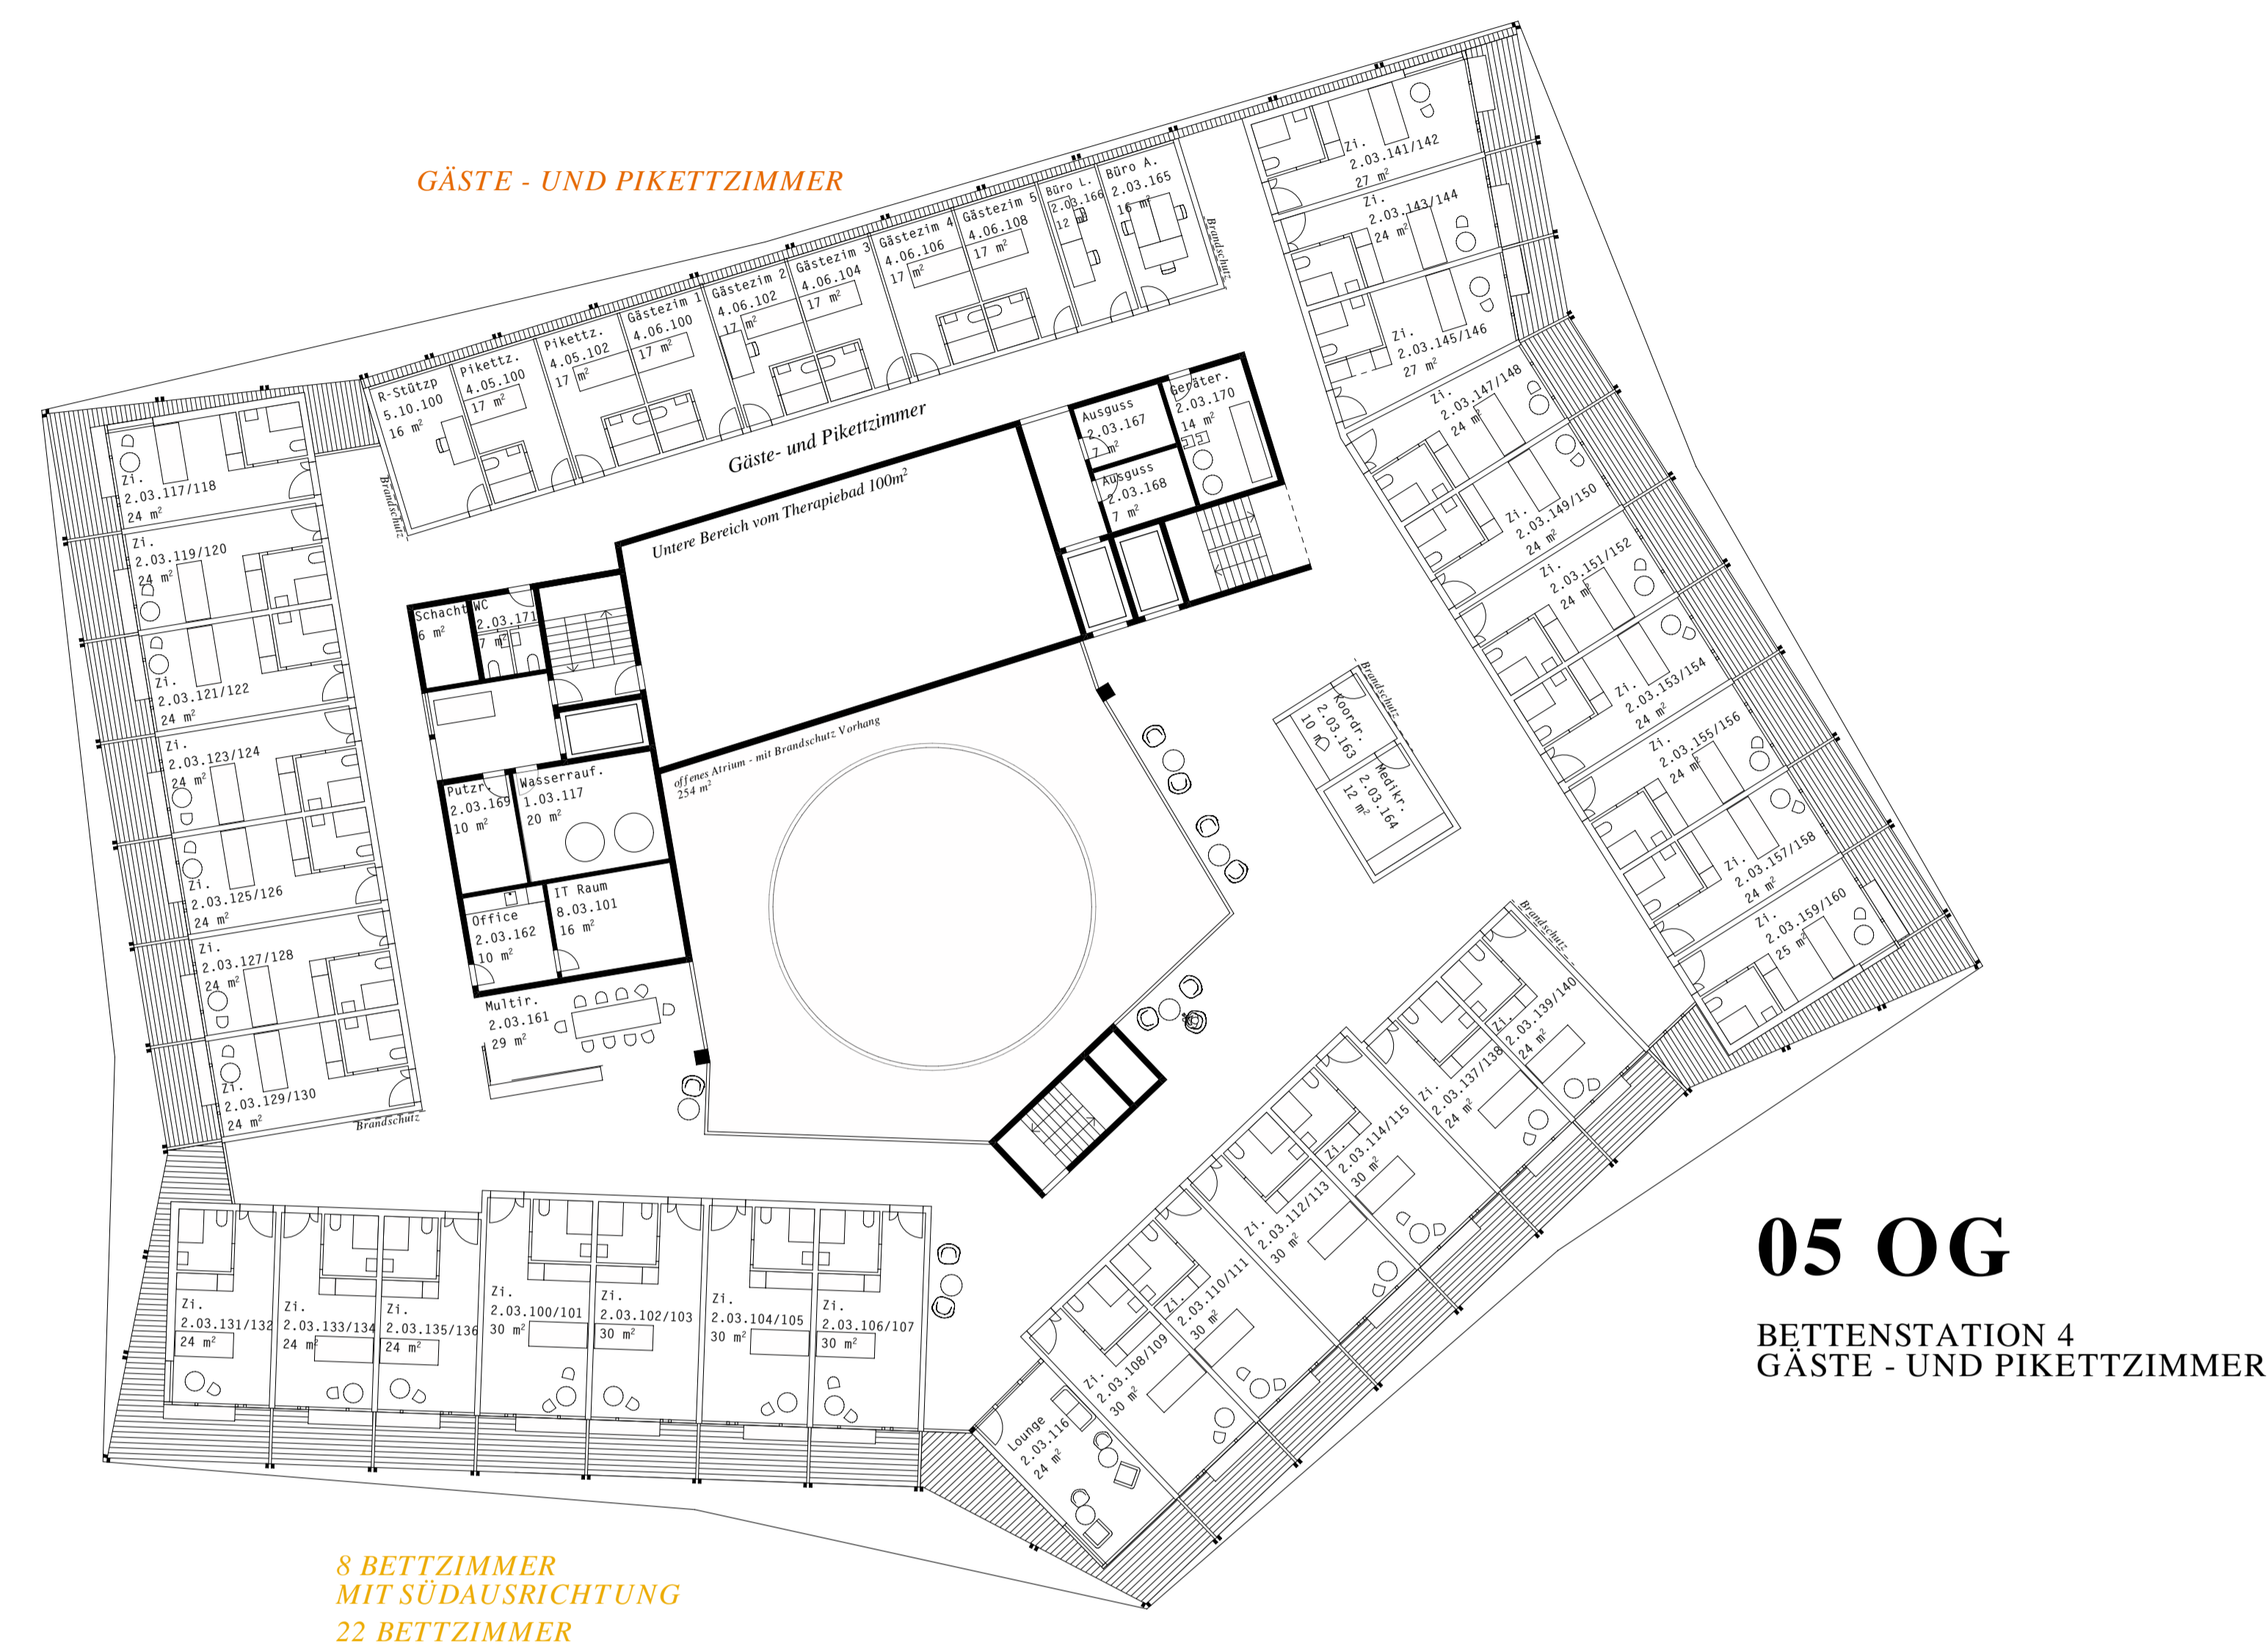 GÄSTE - UND PIKETTZIMMER
Zi.
2.03.141/142
27 m²
Zi.
2.03.143/144
24 m²
Zi.
2.03.145/146
27 m²
Büro A.
2.03.165
16 m²
Büro L.
2.03.166
12 m²
Gästezim 5
4.06.108
17 m²
Gästezim 4
4.06.106
17 m²
Gästezim 3
4.06.104
17 m²
Gästezim 2
4.06.102
17 m²
Gästezim 1
4.06.100
17 m²
Pikettz.
4.05.102
17 m²
Pikettz.
4.05.100
17 m²
R-Stützp
5.10.100
16 m²
Brandschutz
Brandschutz
Gäste- und Pikettzimmer
Untere Bereich vom Therapiebad 100m²
Ausguss
2.03.167
7 m²
Ausguss
2.03.168
7 m²
Geräter.
2.03.170
14 m²
Zi.
2.03.147/148
24 m²
Zi.
2.03.149/150
24 m²
Zi.
2.03.151/152
24 m²
Zi.
2.03.153/154
24 m²
Zi.
2.03.155/156
24 m²
Zi.
2.03.157/158
24 m²
Zi.
2.03.159/160
25 m²
Zi.
2.03.117/118
24 m²
Zi.
2.03.119/120
24 m²
Zi.
2.03.121/122
24 m²
Zi.
2.03.123/124
24 m²
Zi.
2.03.125/126
24 m²
Zi.
2.03.127/128
24 m²
Zi.
2.03.129/130
24 m²
Brandschutz
Schacht
6 m²
WC
2.03.171
7 m²
Putzr.
2.03.169
10 m²
Wasserrauf.
1.03.117
20 m²
Office
2.03.162
10 m²
IT Raum
8.03.101
16 m²
Multir.
2.03.161
29 m²
offenes Atrium - mit Brandschutz Vorhang
254 m²
Brandschutz
Koordr.
2.03.163
10 m²
Medikr.
2.03.164
12 m²
Brandschutz
Zi.
2.03.139/140
24 m²
Zi.
2.03.137/138
24 m²
Zi.
2.03.114/115
30 m²
Zi.
2.03.112/113
30 m²
Zi.
2.03.110/111
30 m²
Zi.
2.03.108/109
30 m²
Lounge
2.03.116
24 m²
Zi.
2.03.131/132
24 m²
Zi.
2.03.133/134
24 m²
Zi.
2.03.135/136
24 m²
Zi.
2.03.100/101
30 m²
Zi.
2.03.102/103
30 m²
Zi.
2.03.104/105
30 m²
Zi.
2.03.106/107
30 m²
05 OG
BETTENSTATION 4
GÄSTE - UND PIKETTZIMMER
8 BETTZIMMER
MIT SÜDAUSRICHTUNG
22 BETTZIMMER